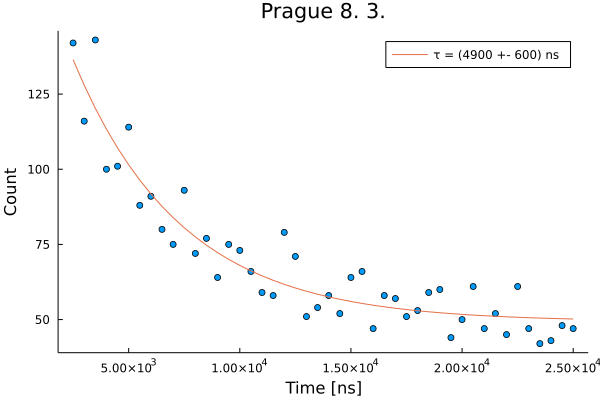 Prague 8. 3.
τ = (4900 +- 600) ns
Count
125
100
75
50
5.00×10³
1.00×10⁴
1.50×10⁴
2.00×10⁴
2.50×10⁴
Time [ns]